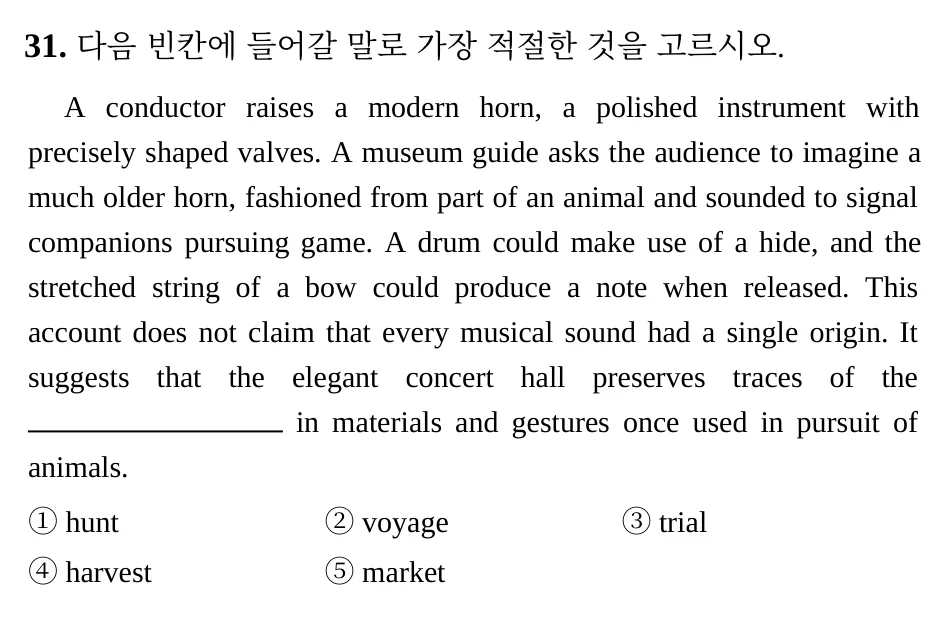 31. 다음 빈칸에 들어갈 말로 가장 적절한 것을 고르시오.
A conductor raises a modern horn, a polished instrument with
precisely shaped valves. A museum guide asks the audience to imagine a
much older horn, fashioned from part of an animal and sounded to signal
companions pursuing game. A drum could make use of a hide, and the
stretched string of a bow could produce a note when released. This
account does not claim that every musical sound had a single origin. It
suggests that the elegant concert hall preserves traces of the
_________________ in materials and gestures once used in pursuit of
animals.
① hunt ② voyage ③ trial
④ harvest ⑤ market